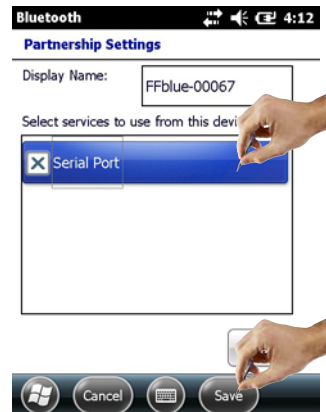 Bluetooth 4:12
Partnership Settings
Display Name:
FFblue-00067
Select services to use from this
Serial Port
Cancel Save